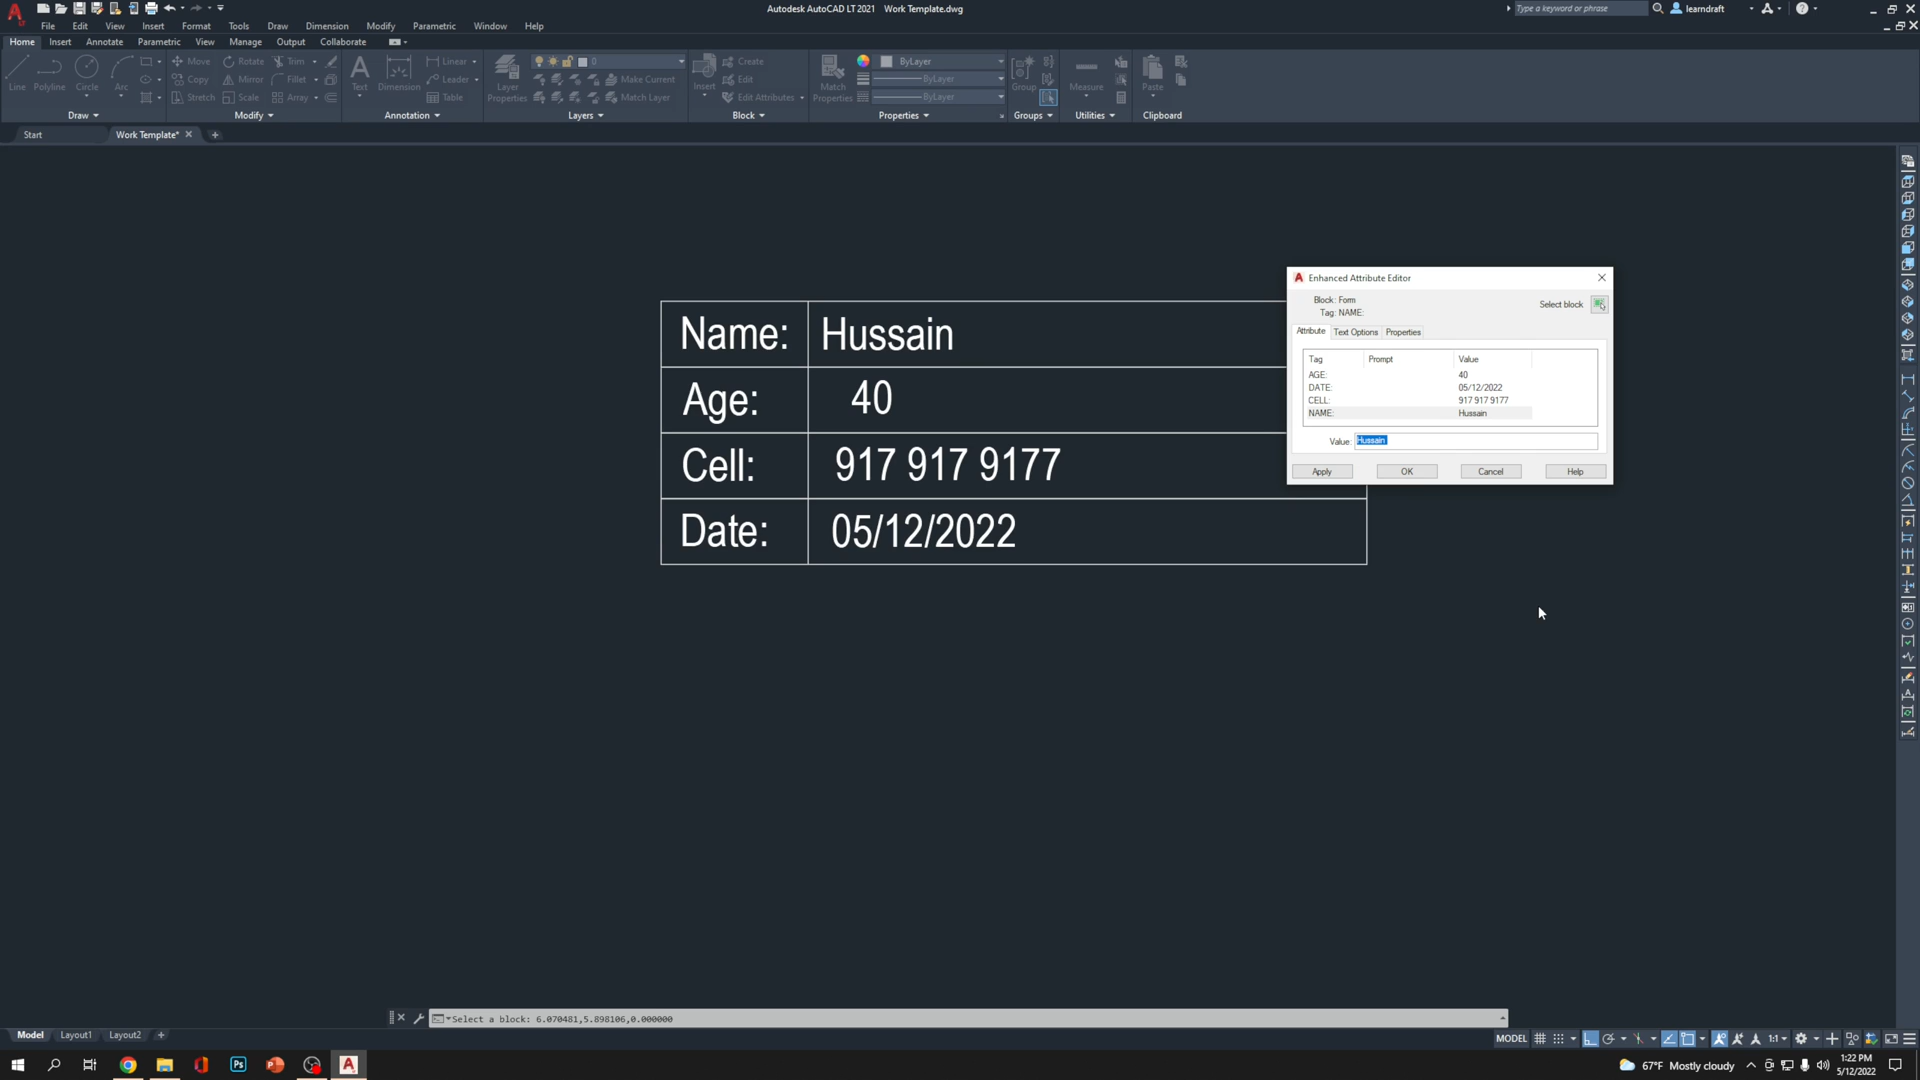 Autodesk AutoCAD LT 2021 Work Template.dwg
Type a keyword or phrase
learndraft
File Edit View Insert Format Tools Draw Dimension Modify Parametric Window Help
Home Insert Annotate Parametric View Manage Output Collaborate
Line Polyline Circle Arc
Move Rotate Trim
Copy Mirror Fillet
Stretch Scale Array
Text Dimension
Linear
Leader
Table
Layer Properties
0
Make Current
Match Layer
Insert
Create
Edit
Edit Attributes
Match Properties
ByLayer
ByLayer
ByLayer
Group
Measure
Paste
Draw Modify Annotation Layers Block Properties Groups Utilities Clipboard
Start Work Template*
Name: Hussain
Age: 40
Cell: 917 917 9177
Date: 05/12/2022
Enhanced Attribute Editor
Block: Form
Tag: NAME:
Select block
Attribute Text Options Properties
Tag Prompt Value
AGE: 40
DATE: 05/12/2022
CELL: 917 917 9177
NAME: Hussain
Value: Hussain
Apply OK Cancel Help
Select a block: 6.070481,5.898106,0.000000
Model Layout1 Layout2
MODEL 1:1
67°F Mostly cloudy
1:22 PM
5/12/2022